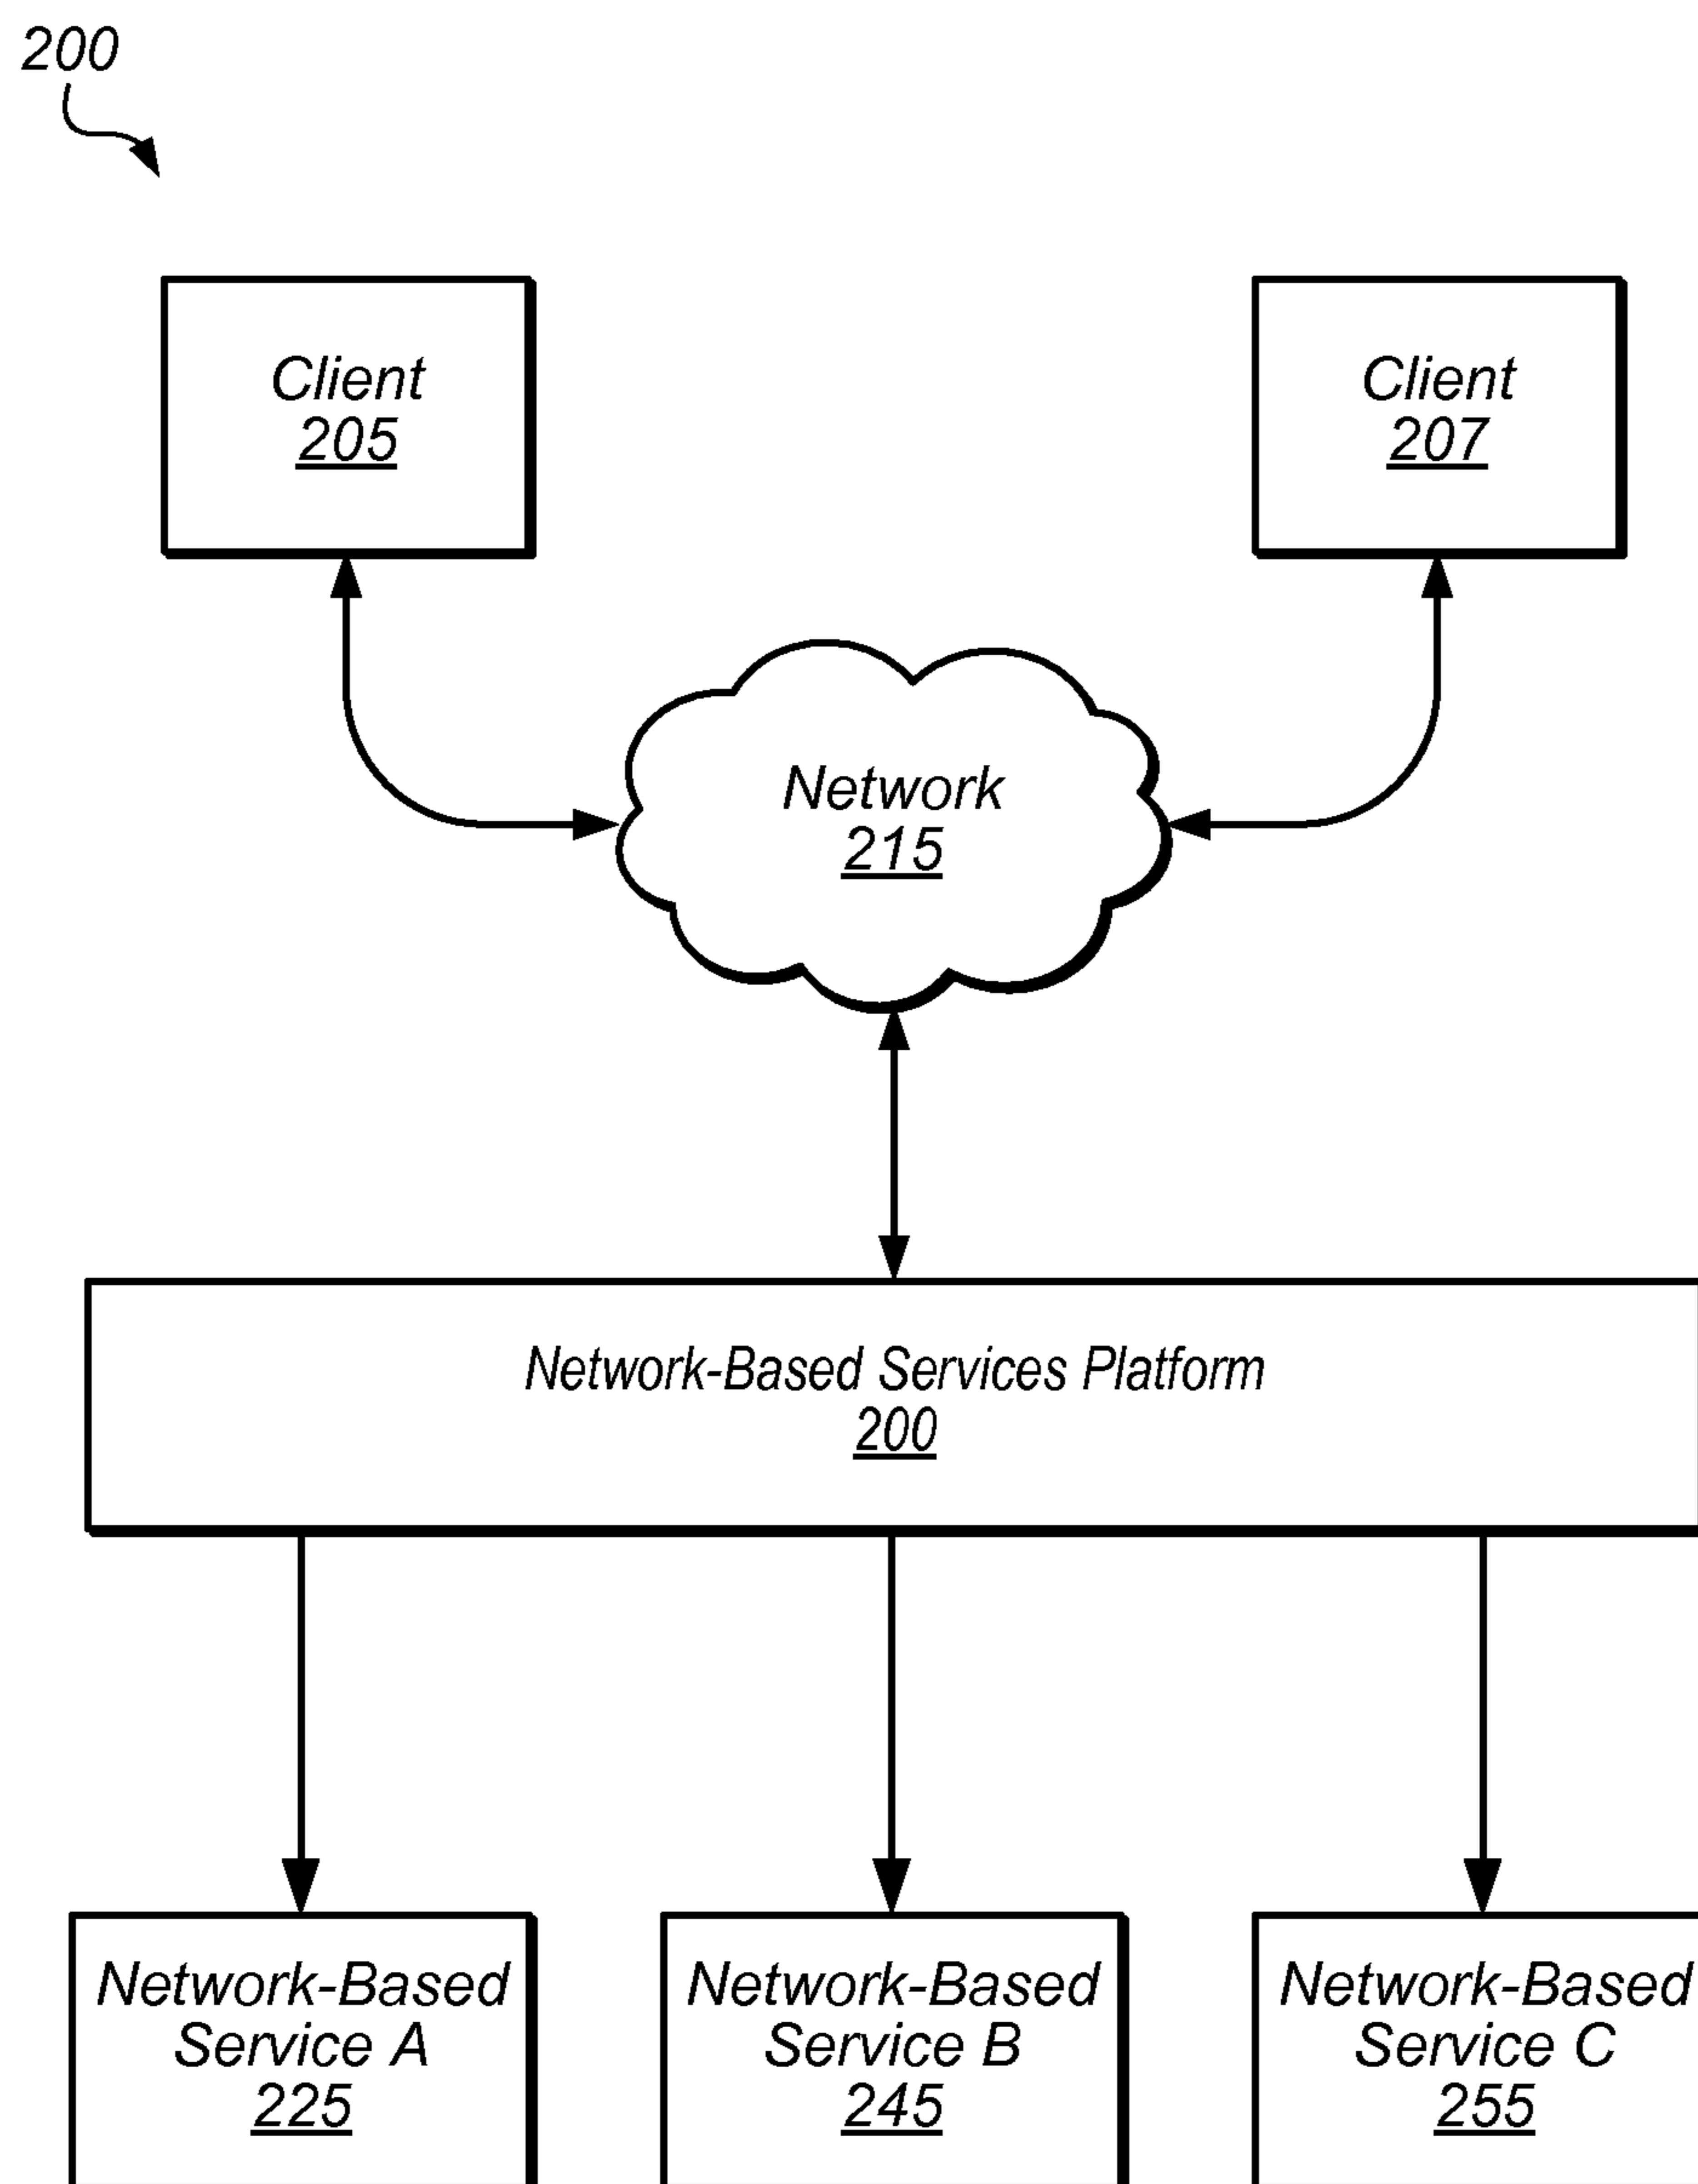 200
Client
205
Client
207
Network
215
Network-Based Services Platform
200
Network-Based
Service A
225
Network-Based
Service B
245
Network-Based
Service C
255